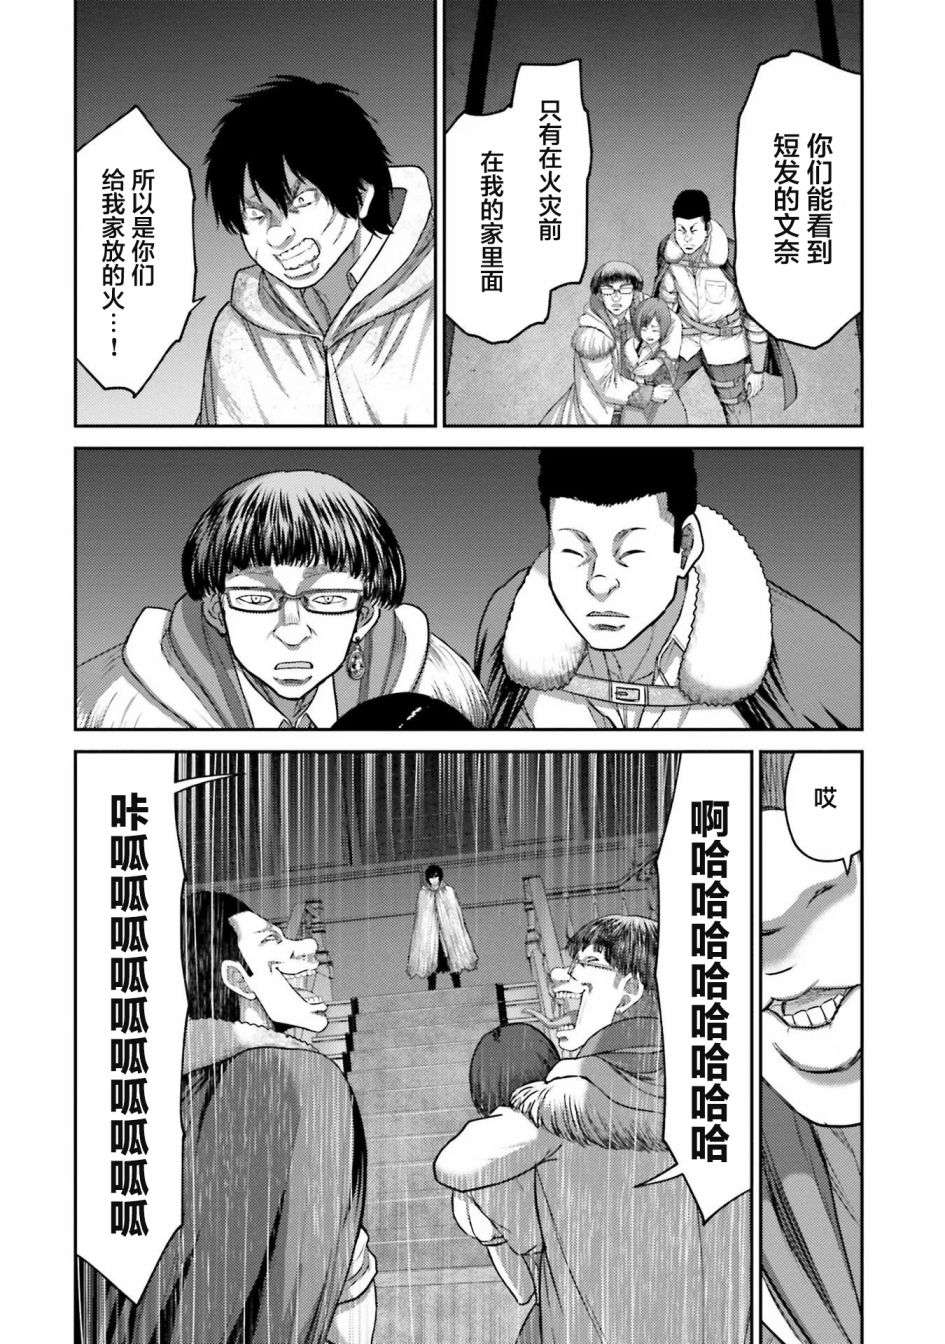 你们能看到
短发的文奈
只有在火灾前
在我的家里面
所以是你们
给我家放的火…！
哎
啊哈哈哈哈哈哈哈哈
咔呱呱呱呱呱呱呱呱呱呱